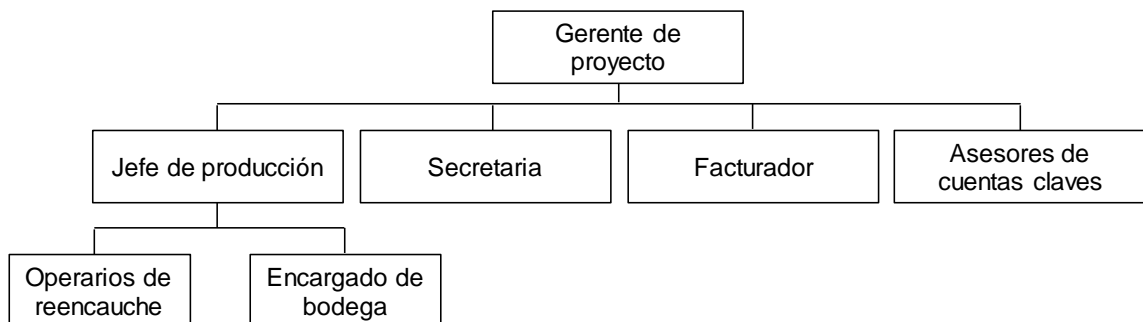 Gerente de
proyecto
Jefe de producción
Secretaria
Facturador
Asesores de
cuentas claves
Operarios de
reencauche
Encargado de
bodega